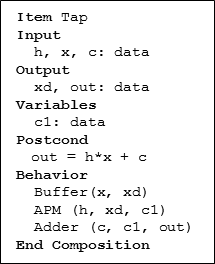 Item Tap
Input
h, x, c: data
Output
xd, out: data
Variables
c1: data
Postcond
out = h*x + c
Behavior
Buffer(x, xd)
APM (h, xd, c1)
Adder (c, c1, out)
End Composition